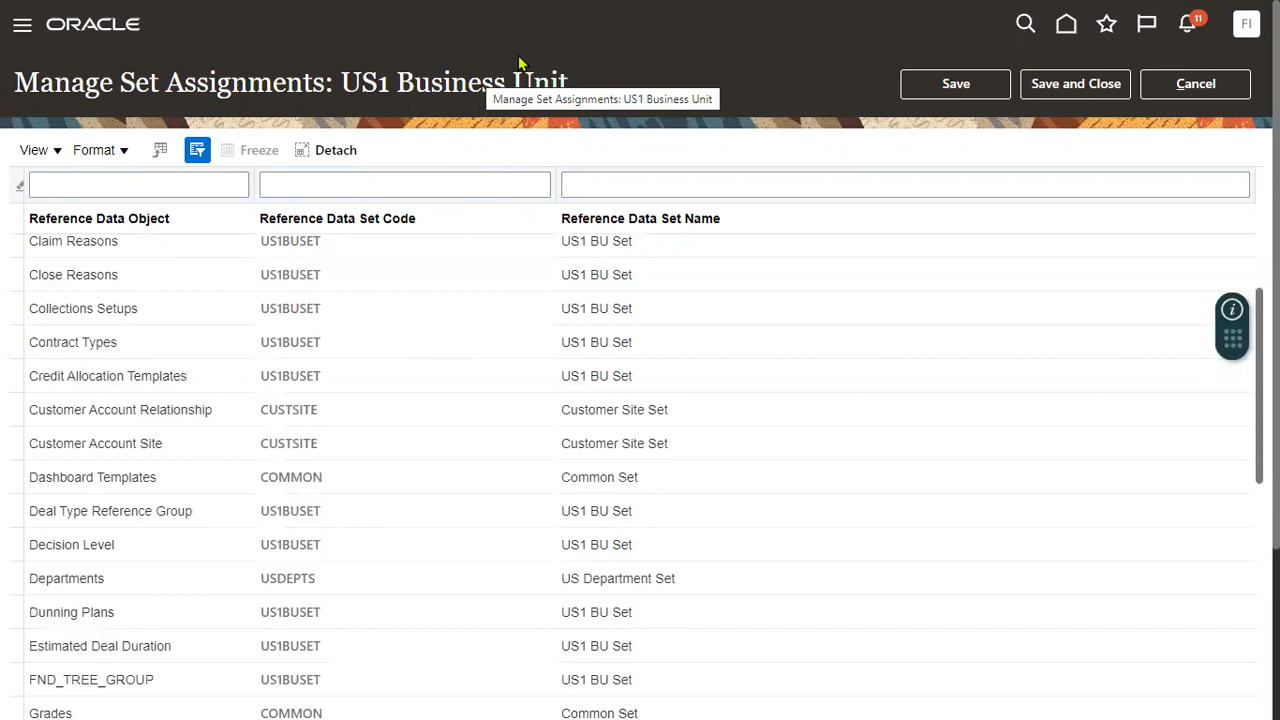 ORACLE
11
FI
Manage Set Assignments: US1 Business Unit
Manage Set Assignments: US1 Business Unit
Save
Save and Close
Cancel
View
Format
Freeze
Detach
Reference Data Object Reference Data Set Code Reference Data Set Name
Claim Reasons US1BUSET US1 BU Set
Close Reasons US1BUSET US1 BU Set
Collections Setups US1BUSET US1 BU Set
Contract Types US1BUSET US1 BU Set
Credit Allocation Templates US1BUSET US1 BU Set
Customer Account Relationship CUSTSITE Customer Site Set
Customer Account Site CUSTSITE Customer Site Set
Dashboard Templates COMMON Common Set
Deal Type Reference Group US1BUSET US1 BU Set
Decision Level US1BUSET US1 BU Set
Departments USDEPTS US Department Set
Dunning Plans US1BUSET US1 BU Set
Estimated Deal Duration US1BUSET US1 BU Set
FND_TREE_GROUP US1BUSET US1 BU Set
Grades COMMON Common Set